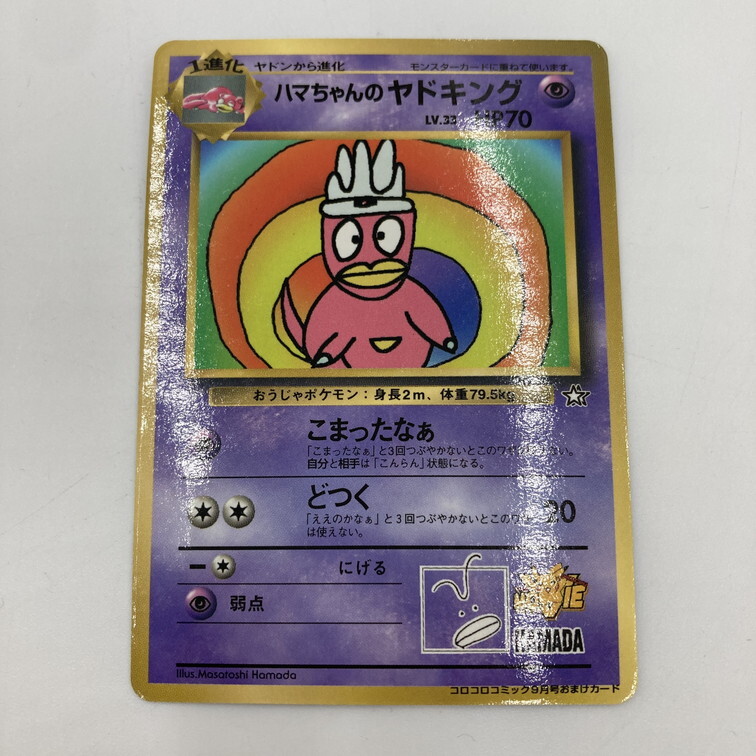 1進化 ヤドンから進化 モンスターカードに重ねて使います。
ハマちゃんの ヤドキング
LV.33 HP70
おうじゃポケモン：身長2m、体重79.5kg
こまったなぁ
「こまったなぁ」と3回つぶやかないとこのワザ い。
自分と相手は「こんらん」状態になる。
どつく 20
「ええのかなぁ」と3回つぶやかないとこのワザ
は使えない。
にげる
弱点
HAMADA
Illus.Masatoshi Hamada
コロコロコミック9月号おまけカード